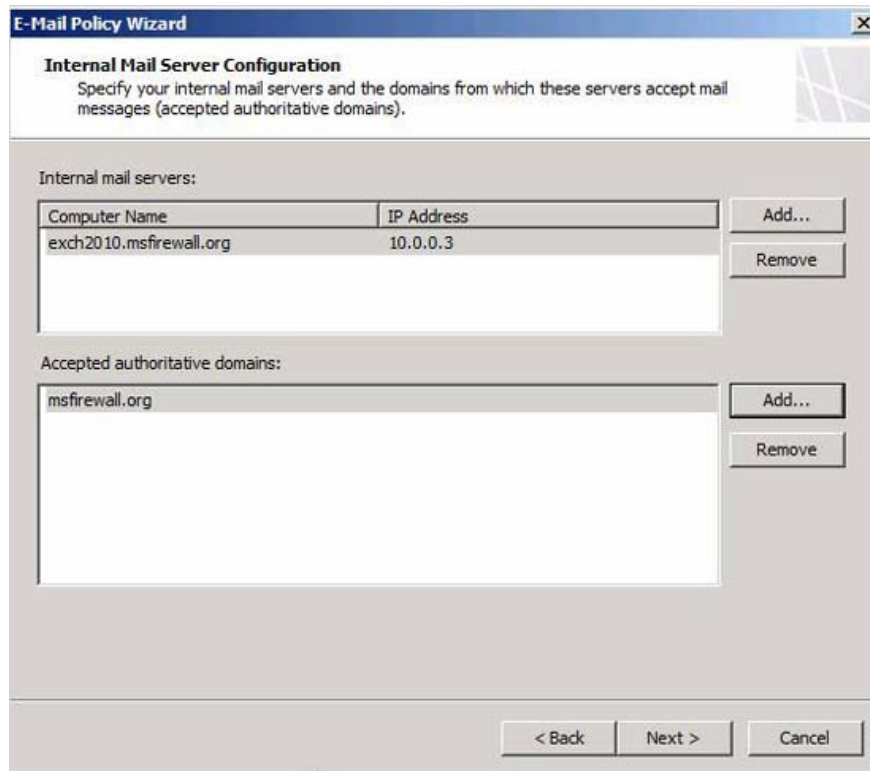 E-Mail Policy Wizard
Internal Mail Server Configuration
Specify your internal mail servers and the domains from which these servers accept mail
messages (accepted authoritative domains).
Internal mail servers:
Computer Name IP Address
exch2010.msfirewall.org 10.0.0.3
Add...
Remove
Accepted authoritative domains:
msfirewall.org
Add...
Remove
< Back Next > Cancel